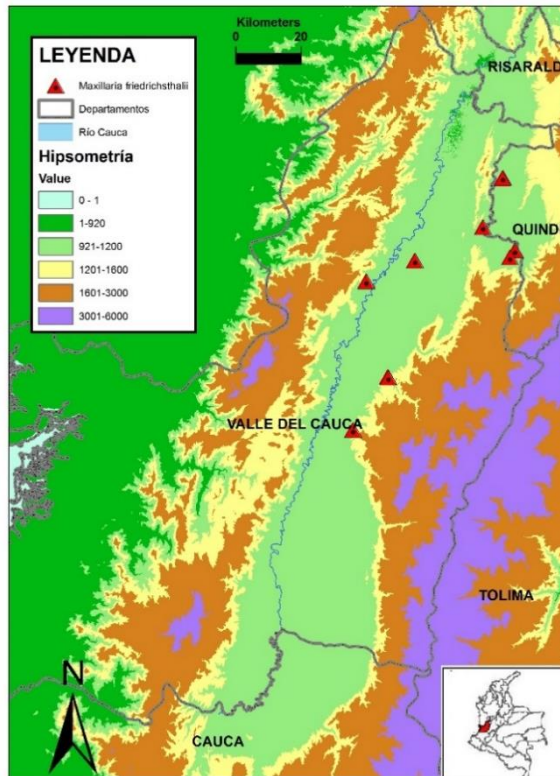 Kilometers
0 20
LEYENDA
Maxillaria friedrichsthalii
Departamentos
Río Cauca
Hipsometría
Value
0 - 1
1-920
921-1200
1201-1600
1601-3000
3001-6000
RISARALD
QUIND
VALLE DEL CAUCA
TOLIMA
N
CAUCA